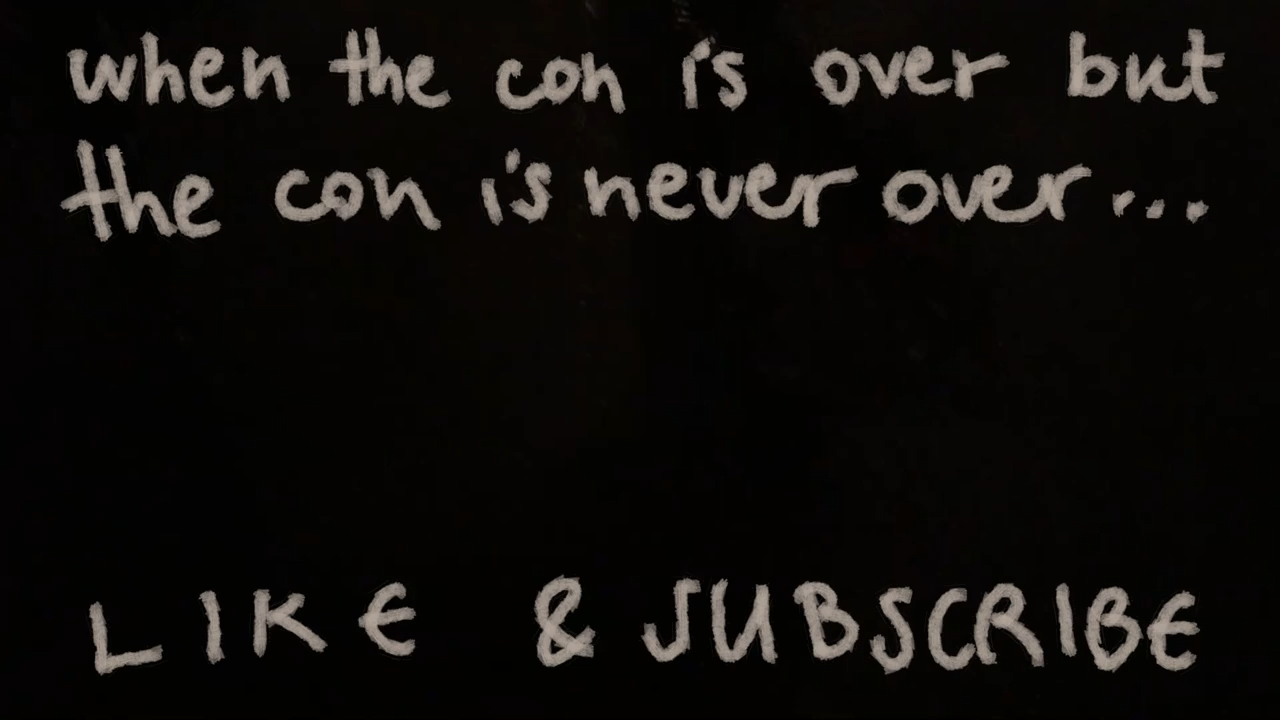 when the con is over but
the con is never over...
LIKE & SUBSCRIBE